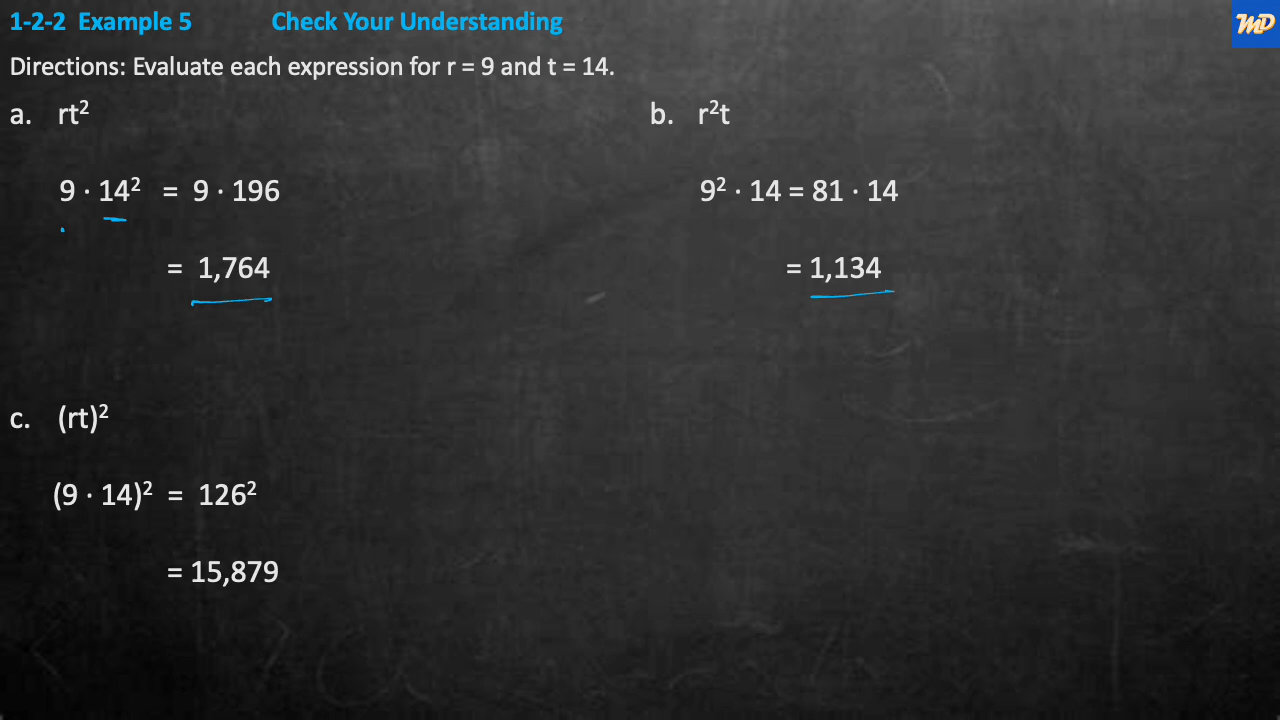 1-2-2 Example 5 Check Your Understanding
MP
Directions: Evaluate each expression for r = 9 and t = 14.
a. rt²
b. r²t
9 · 14² = 9 · 196
9² · 14 = 81 · 14
= 1,764
= 1,134
c. (rt)²
(9 · 14)² = 126²
= 15,879